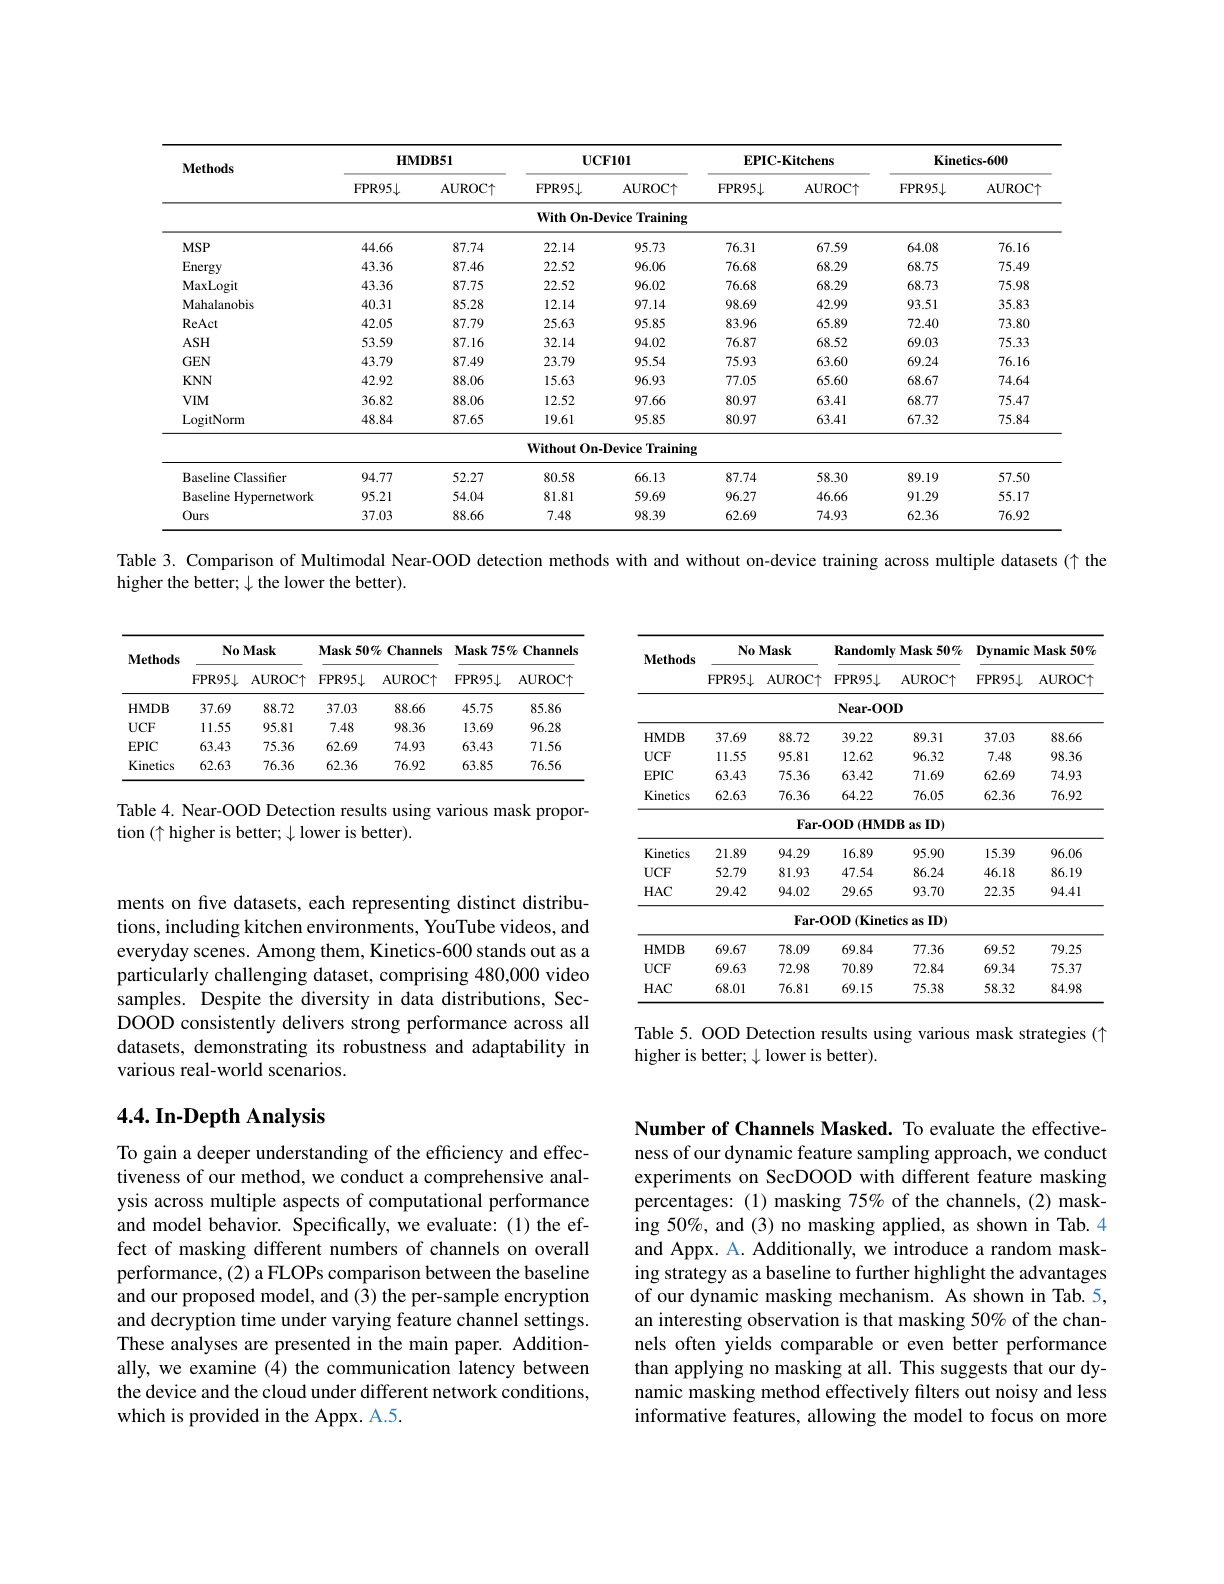 Methods HMDB51 UCF101 EPIC-Kitchens Kinetics-600
FPR95↓ AUROC↑ FPR95↓ AUROC↑ FPR95↓ AUROC↑ FPR95↓ AUROC↑
With On-Device Training
MSP 44.66 87.74 22.14 95.73 76.31 67.59 64.08 76.16
Energy 43.36 87.46 22.52 96.06 76.68 68.29 68.75 75.49
MaxLogit 43.36 87.75 22.52 96.02 76.68 68.29 68.73 75.98
Mahalanobis 40.31 85.28 12.14 97.14 98.69 42.99 93.51 35.83
ReAct 42.05 87.79 25.63 95.85 83.96 65.89 72.40 73.80
ASH 53.59 87.16 32.14 94.02 76.87 68.52 69.03 75.33
GEN 43.79 87.49 23.79 95.54 75.93 63.60 69.24 76.16
KNN 42.92 88.06 15.63 96.93 77.05 65.60 68.67 74.64
VIM 36.82 88.06 12.52 97.66 80.97 63.41 68.77 75.47
LogitNorm 48.84 87.65 19.61 95.85 80.97 63.41 67.32 75.84
Without On-Device Training
Baseline Classifier 94.77 52.27 80.58 66.13 87.74 58.30 89.19 57.50
Baseline Hypernetwork 95.21 54.04 81.81 59.69 96.27 46.66 91.29 55.17
Ours 37.03 88.66 7.48 98.39 62.69 74.93 62.36 76.92
Table 3. Comparison of Multimodal Near-OOD detection methods with and without on-device training across multiple datasets (↑ the
higher the better; ↓ the lower the better).
Methods No Mask Mask 50% Channels Mask 75% Channels
FPR95↓ AUROC↑ FPR95↓ AUROC↑ FPR95↓ AUROC↑
HMDB 37.69 88.72 37.03 88.66 45.75 85.86
UCF 11.55 95.81 7.48 98.36 13.69 96.28
EPIC 63.43 75.36 62.69 74.93 63.43 71.56
Kinetics 62.63 76.36 62.36 76.92 63.85 76.56
Table 4. Near-OOD Detection results using various mask propor-
tion (↑ higher is better; ↓ lower is better).
ments on five datasets, each representing distinct distribu-
tions, including kitchen environments, YouTube videos, and
everyday scenes. Among them, Kinetics-600 stands out as a
particularly challenging dataset, comprising 480,000 video
samples. Despite the diversity in data distributions, Sec-
DOOD consistently delivers strong performance across all
datasets, demonstrating its robustness and adaptability in
various real-world scenarios.
4.4. In-Depth Analysis
To gain a deeper understanding of the efficiency and effec-
tiveness of our method, we conduct a comprehensive anal-
ysis across multiple aspects of computational performance
and model behavior. Specifically, we evaluate: (1) the ef-
fect of masking different numbers of channels on overall
performance, (2) a FLOPs comparison between the baseline
and our proposed model, and (3) the per-sample encryption
and decryption time under varying feature channel settings.
These analyses are presented in the main paper. Addition-
ally, we examine (4) the communication latency between
the device and the cloud under different network conditions,
which is provided in the Appx. A.5.
Methods No Mask Randomly Mask 50% Dynamic Mask 50%
FPR95↓ AUROC↑ FPR95↓ AUROC↑ FPR95↓ AUROC↑
Near-OOD
HMDB 37.69 88.72 39.22 89.31 37.03 88.66
UCF 11.55 95.81 12.62 96.32 7.48 98.36
EPIC 63.43 75.36 63.42 71.69 62.69 74.93
Kinetics 62.63 76.36 64.22 76.05 62.36 76.92
Far-OOD (HMDB as ID)
Kinetics 21.89 94.29 16.89 95.90 15.39 96.06
UCF 52.79 81.93 47.54 86.24 46.18 86.19
HAC 29.42 94.02 29.65 93.70 22.35 94.41
Far-OOD (Kinetics as ID)
HMDB 69.67 78.09 69.84 77.36 69.52 79.25
UCF 69.63 72.98 70.89 72.84 69.34 75.37
HAC 68.01 76.81 69.15 75.38 58.32 84.98
Table 5. OOD Detection results using various mask strategies (↑
higher is better; ↓ lower is better).
Number of Channels Masked. To evaluate the effective-
ness of our dynamic feature sampling approach, we conduct
experiments on SecDOOD with different feature masking
percentages: (1) masking 75% of the channels, (2) mask-
ing 50%, and (3) no masking applied, as shown in Tab. 4
and Appx. A. Additionally, we introduce a random mask-
ing strategy as a baseline to further highlight the advantages
of our dynamic masking mechanism. As shown in Tab. 5,
an interesting observation is that masking 50% of the chan-
nels often yields comparable or even better performance
than applying no masking at all. This suggests that our dy-
namic masking method effectively filters out noisy and less
informative features, allowing the model to focus on more